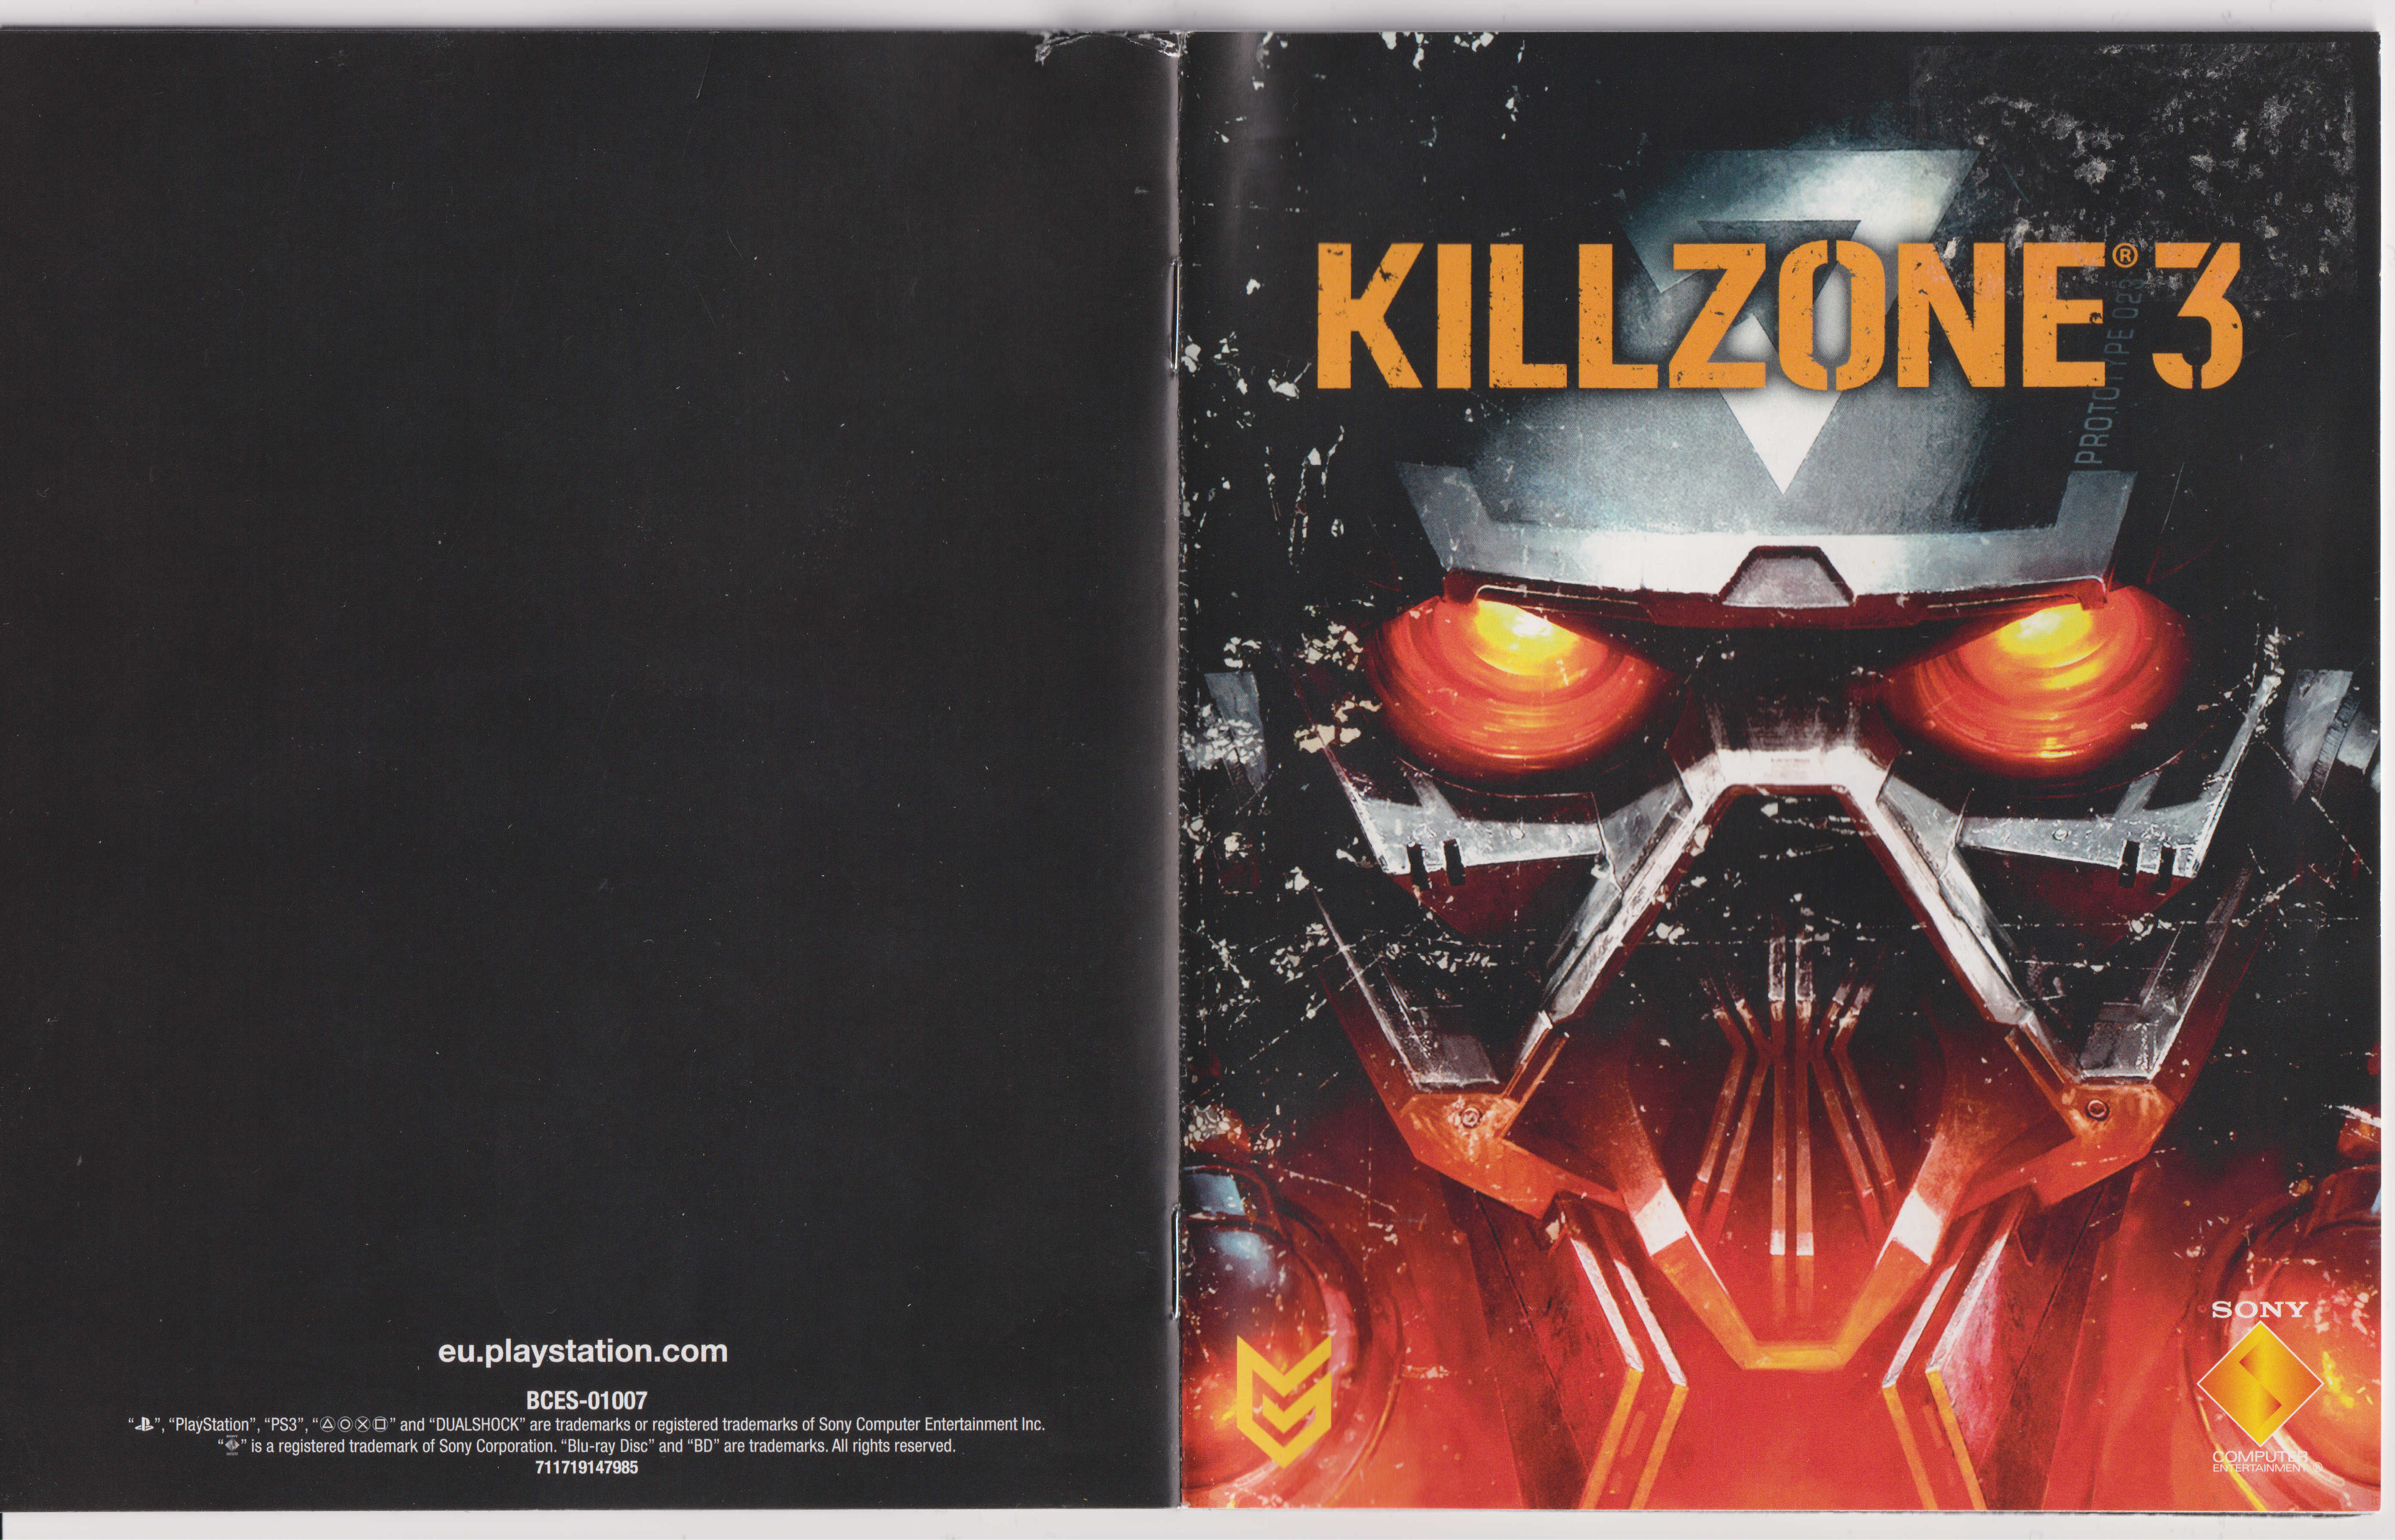 eu.playstation.com
BCES-01007
“”, “PlayStation”, “PS3”, “△○✕□” and “DUALSHOCK” are trademarks or registered trademarks of Sony Computer Entertainment Inc.
“” is a registered trademark of Sony Corporation. “Blu-ray Disc” and “BD” are trademarks. All rights reserved.
711719147985
KILLZONE® 3
PROTOTYPE 023
SONY
COMPUTER
ENTERTAINMENT®